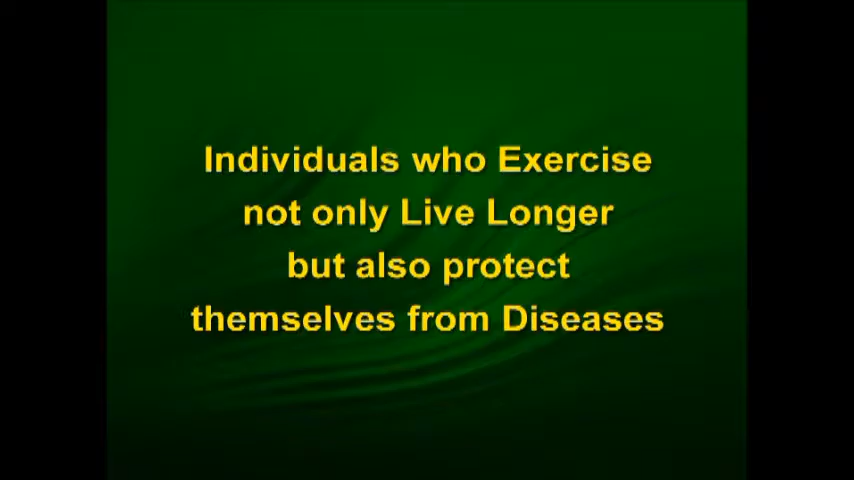 Individuals who Exercise
not only Live Longer
but also protect
themselves from Diseases